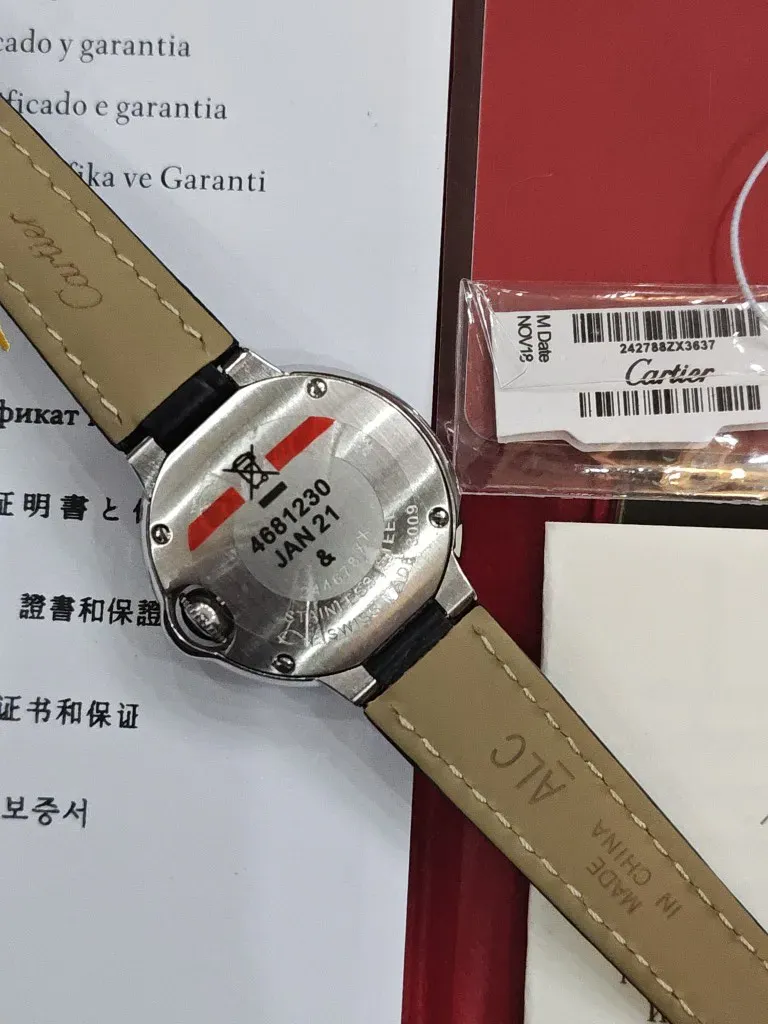 cado y garantia
ificado e garantia
fika ve Garanti
Cartier
фикат
証明書と
證書和保證
证书和保证
보증서
M Date
NOV18
242788ZX3637
Cartier
4681230
JAN 21
&
SWISS MADE 3009
ALC
MADE
IN CHINA